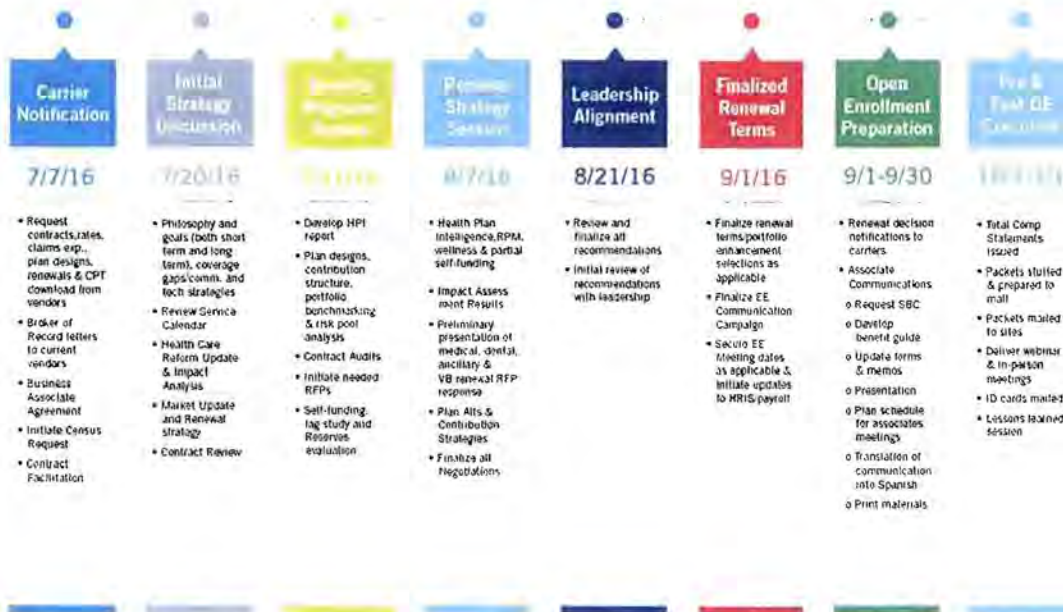 Carrier
Notification
7/7/16
• Request
contracts,rates,
claims exp.,
plan designs,
renewals & CPT
download from
vendors
• Broker of
Record letters
to current
vendors
• Business
Associate
Agreement
• Initiate Census
Request
• Contract
Facilitation
Initial
Strategy
Discussion
7/20/16
• Philosophy and
goals (both short
term and long
term), coverage
gaps/comm. and
tech strategies
• Review Service
Calendar
• Health Care
Reform Update
& Impact
Analysis
• Market Update
and Renewal
strategy
• Contract Review
• Develop HPI
report
• Plan designs,
contribution
structure,
portfolio
benchmarking
& risk pool
analysis
• Contract Audits
• Initiate needed
RFPs
• Self-funding,
lag study and
Reserves
evaluation
Strategy
Session
8/7/16
• Health Plan
Intelligence,RPM,
wellness & partial
self-funding
• Impact Assess
ment Results
• Preliminary
presentation of
medical, dental,
ancillary &
VB renewal RFP
response
• Plan Alts &
Contribution
Strategies
• Finalize all
Negotiations
Leadership
Alignment
8/21/16
• Review and
finalize all
recommendations
• Initial review of
recommendations
with leadership
Finalized
Renewal
Terms
9/1/16
• Finalize renewal
terms/portfolio
enhancement
selections as
applicable
• Finalize EE
Communication
Campaign
• Secure EE
Meeting dates
as applicable &
initiate updates
to HRIS/payroll
Open
Enrollment
Preparation
9/1-9/30
• Renewal decision
notifications to
carriers
• Associate
Communications
o Request SBC
o Develop
benefit guide
o Update forms
& memos
o Presentation
o Plan schedule
for associates
meetings
o Translation of
communication
into Spanish
o Print materials
Pre &
Post OE
• Total Comp
Statements
Issued
• Packets stuffed
& prepared to
mail
• Packets mailed
to sites
• Deliver webinar
& in-person
meetings
• ID cards mailed
• Lessons learned
session